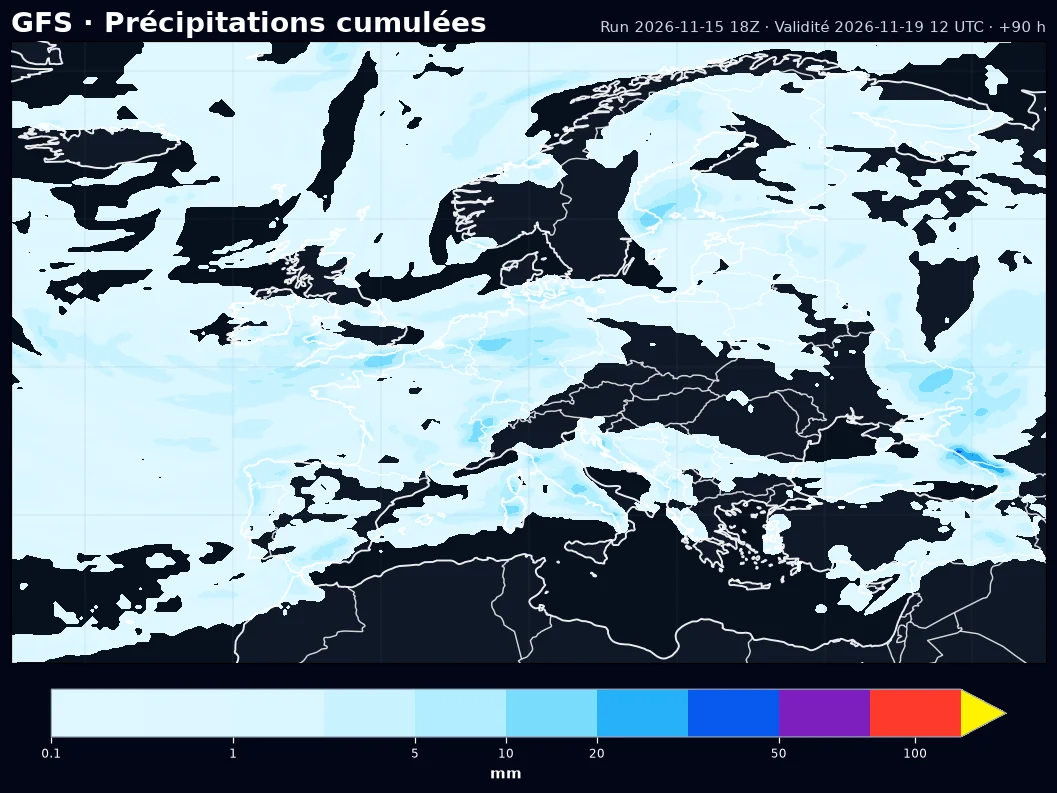 GFS · Précipitations cumulées
Run 2026-11-15 18Z · Validité 2026-11-19 12 UTC · +90 h
0.1 1 5 10 20 50 100
mm